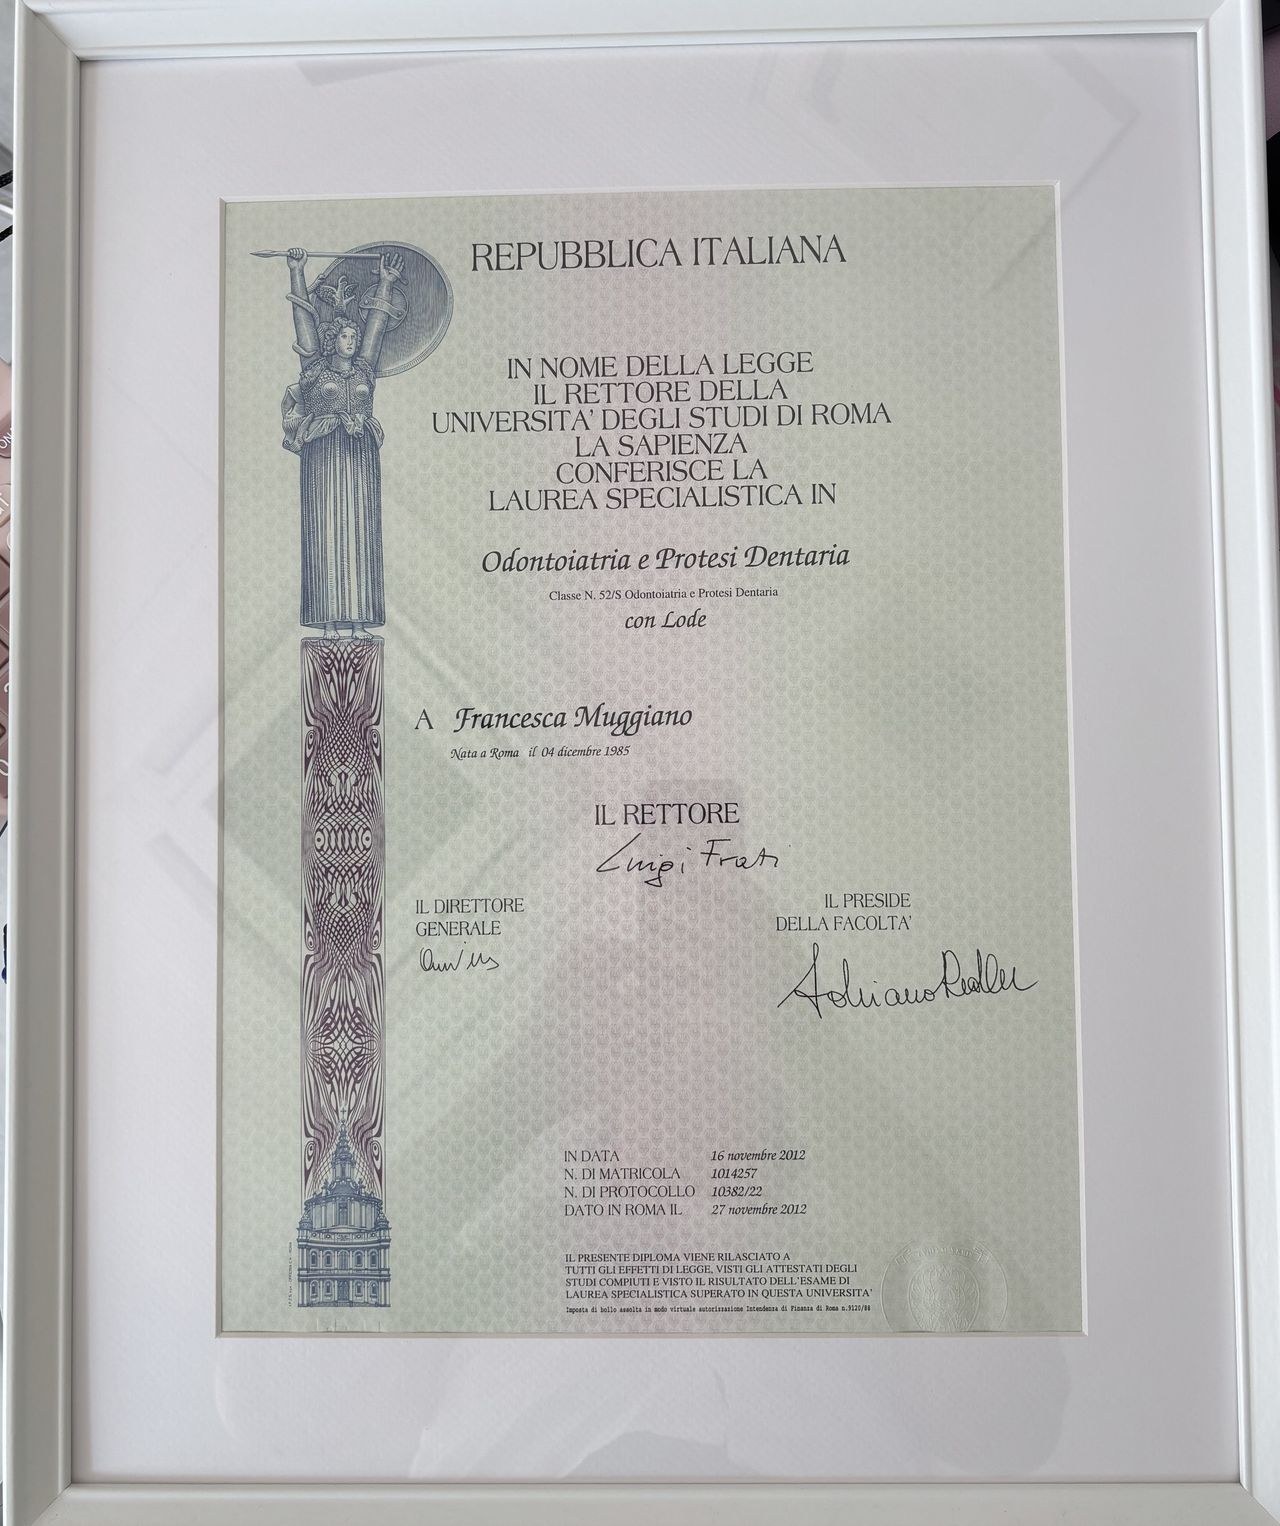 REPUBBLICA ITALIANA
IN NOME DELLA LEGGE
IL RETTORE DELLA
UNIVERSITA' DEGLI STUDI DI ROMA
LA SAPIENZA
CONFERISCE LA
LAUREA SPECIALISTICA IN
Odontoiatria e Protesi Dentaria
Classe N. 52/S Odontoiatria e Protesi Dentaria
con Lode
A Francesca Muggiano
Nata a Roma il 04 dicembre 1985
IL RETTORE
Luigi Frati
IL DIRETTORE
GENERALE
IL PRESIDE
DELLA FACOLTA'
Adriano Redler
IN DATA 16 novembre 2012
N. DI MATRICOLA 1014257
N. DI PROTOCOLLO 10382/22
DATO IN ROMA IL 27 novembre 2012
IL PRESENTE DIPLOMA VIENE RILASCIATO A
TUTTI GLI EFFETTI DI LEGGE, VISTI GLI ATTESTATI DEGLI
STUDI COMPIUTI E VISTO IL RISULTATO DELL'ESAME DI
LAUREA SPECIALISTICA SUPERATO IN QUESTA UNIVERSITA'
Imposta di bollo assolta in modo virtuale autorizzazione Intendenza di Finanza di Roma n.9120/88